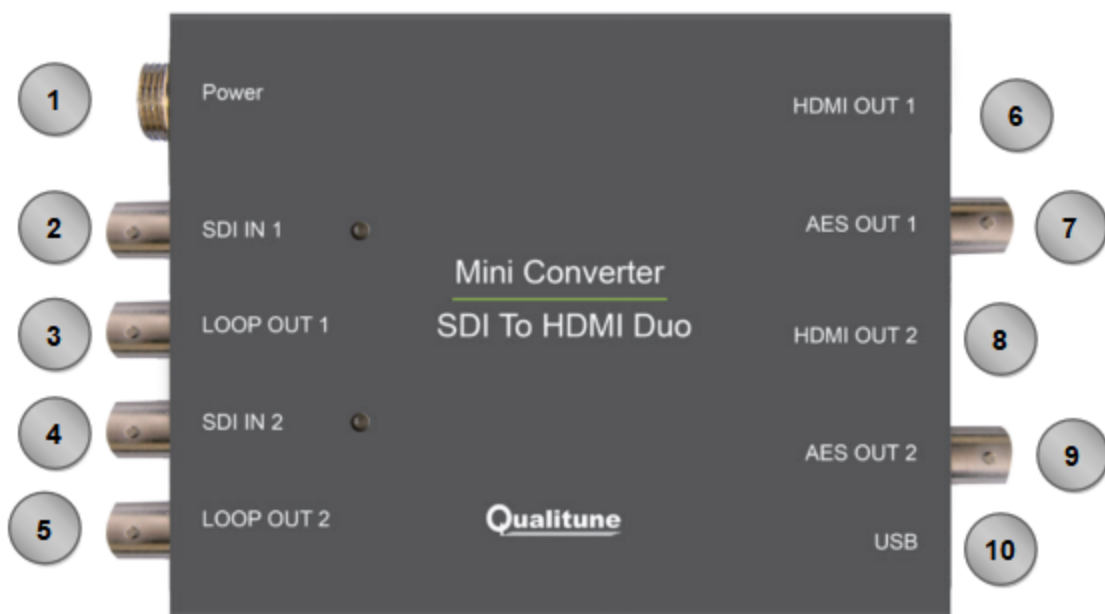 1
Power
HDMI OUT 1
6
2
SDI IN 1
AES OUT 1
7
Mini Converter
3
LOOP OUT 1
SDI To HDMI Duo
HDMI OUT 2
8
4
SDI IN 2
AES OUT 2
9
5
LOOP OUT 2
Qualitune
USB
10